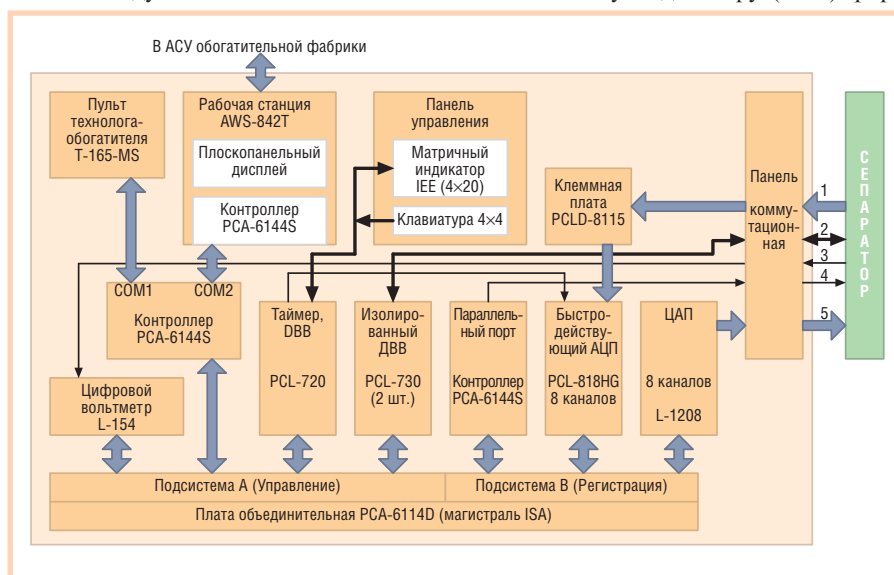 В АСУ обогатительной фабрики
Пульт
технолога-
обогатителя
T-165-MS
Рабочая станция
AWS-842T
Плоскопанельный
дисплей
Контроллер
PCA-6144S
Панель
управления
Матричный
индикатор
IEE (4×20)
Клавиатура 4×4
Клеммная
плата
PCLD-8115
Панель
комму-
тацион-
ная
1
2
3
4
5
СЕПАРАТОР
COM1
COM2
Контроллер
PCA-6144S
Цифровой
вольтметр
L-154
Таймер,
DBB
PCL-720
Изолиро-
ванный
ДВВ
PCL-730
(2 шт.)
Параллель-
ный порт
Контроллер
PCA-6144S
Быстро-
действу-
ющий АЦП
PCL-818HG
8 каналов
ЦАП
8 каналов
L-1208
Подсистема А (Управление)
Подсистема В (Регистрация)
Плата объединительная PCA-6114D (магистраль ISA)